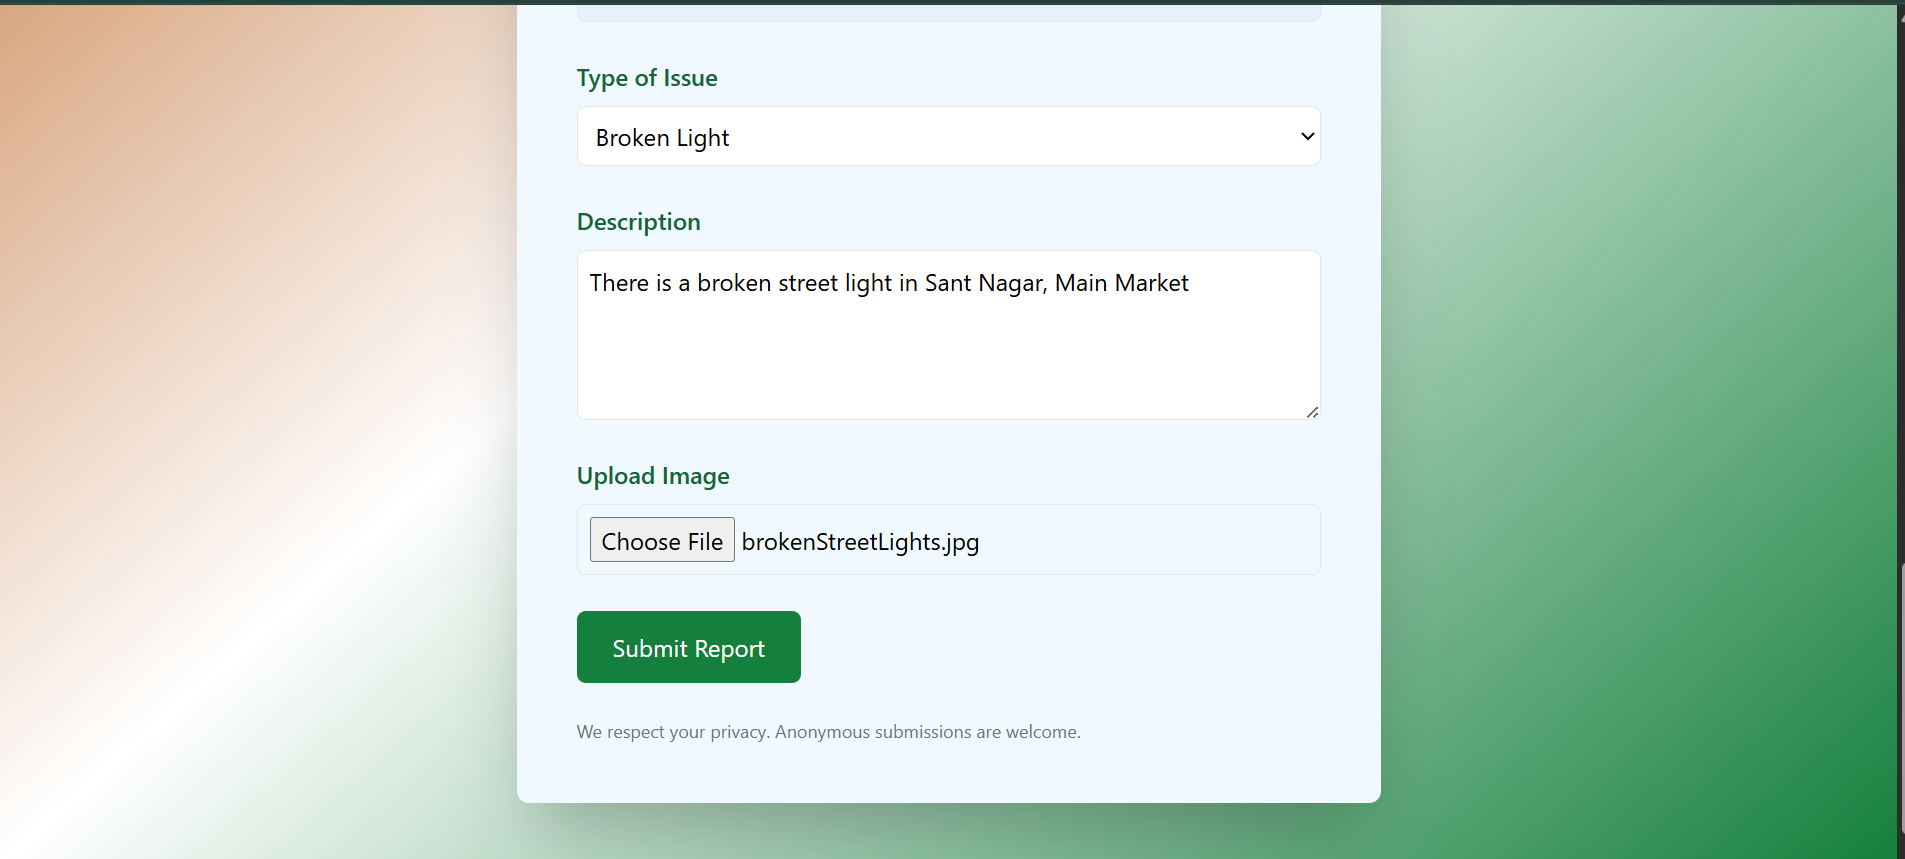 Type of Issue
Broken Light
Description
There is a broken street light in Sant Nagar, Main Market
Upload Image
Choose File brokenStreetLights.jpg
Submit Report
We respect your privacy. Anonymous submissions are welcome.